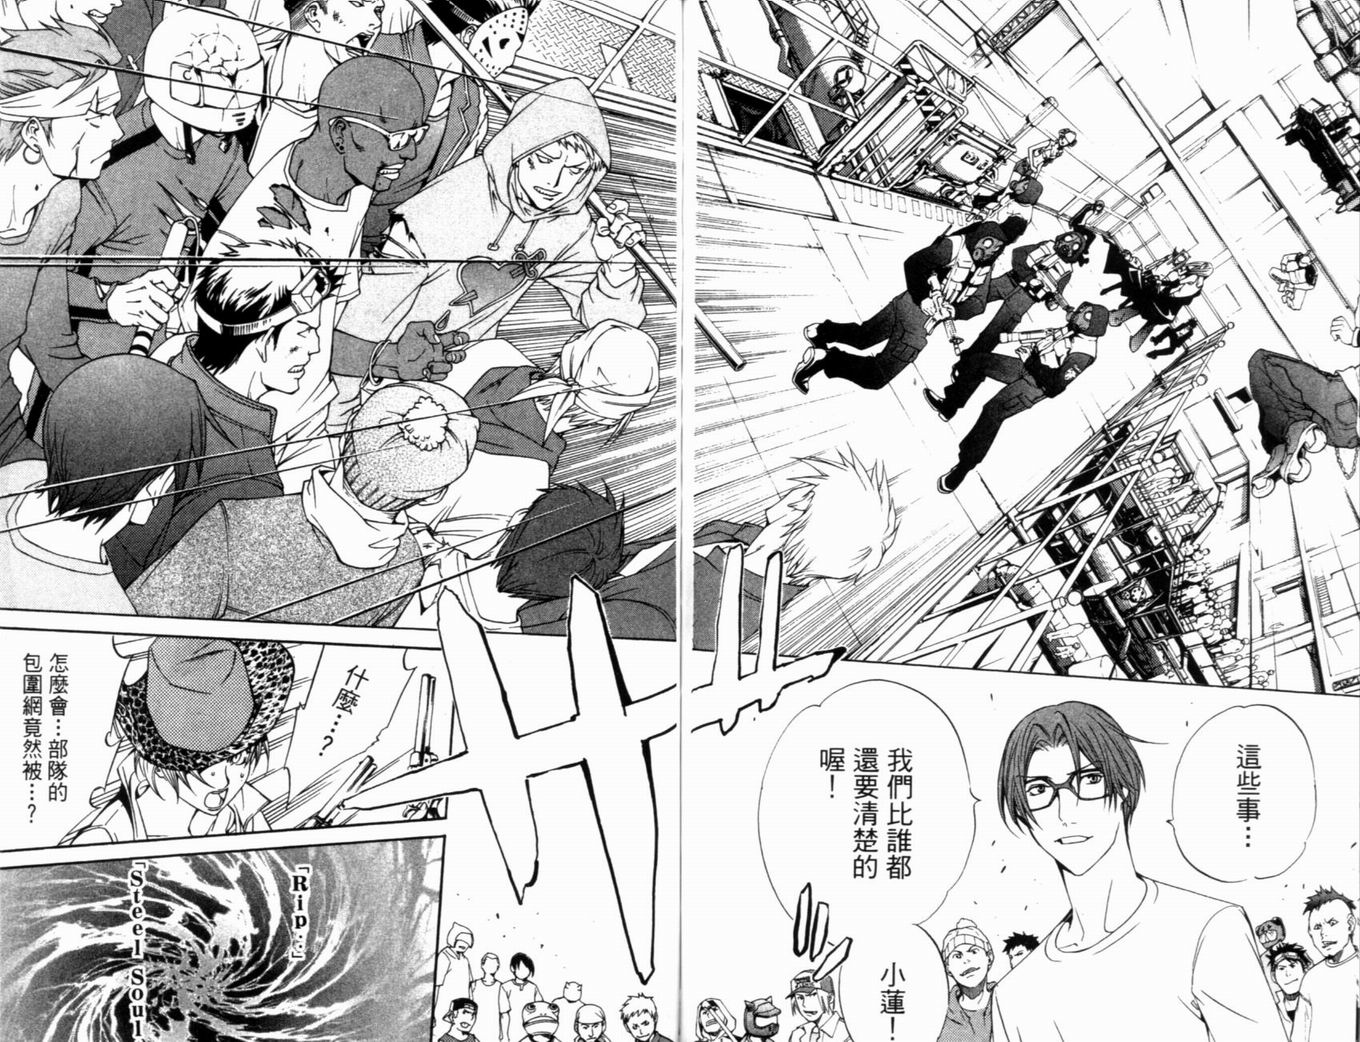 這些事…
我們比誰都
還要清楚的
喔！
小蓮！
什麼…？
怎麼會…部隊的
包圍網竟然被…？
「Rip…」
「Steel Soul